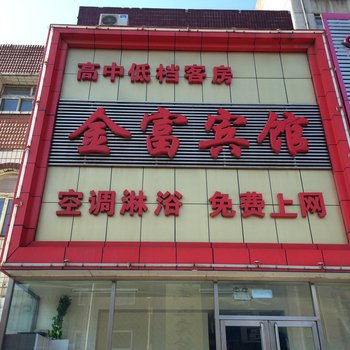 高中低档客房
金富宾馆
空调淋浴 免费上网